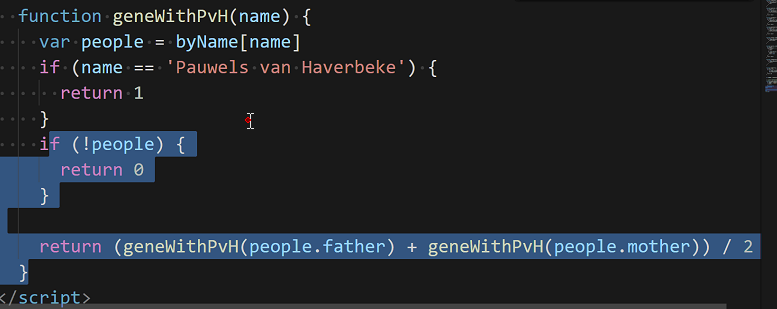 function geneWithPvH(name) {
var people = byName[name]
if (name == 'Pauwels van Haverbeke') {
return 1
}
if (!people) {
return 0
}
return (geneWithPvH(people.father) + geneWithPvH(people.mother)) / 2
}
</script>